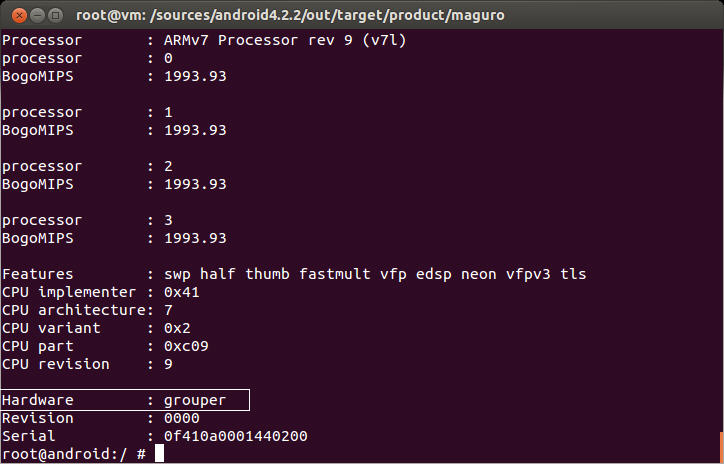 root@vm: /sources/android4.2.2/out/target/product/maguro
Processor : ARMv7 Processor rev 9 (v7l)
processor : 0
BogoMIPS : 1993.93
processor : 1
BogoMIPS : 1993.93
processor : 2
BogoMIPS : 1993.93
processor : 3
BogoMIPS : 1993.93
Features : swp half thumb fastmult vfp edsp neon vfpv3 tls
CPU implementer : 0x41
CPU architecture: 7
CPU variant : 0x2
CPU part : 0xc09
CPU revision : 9
Hardware : grouper
Revision : 0000
Serial : 0f410a0001440200
root@android:/ #